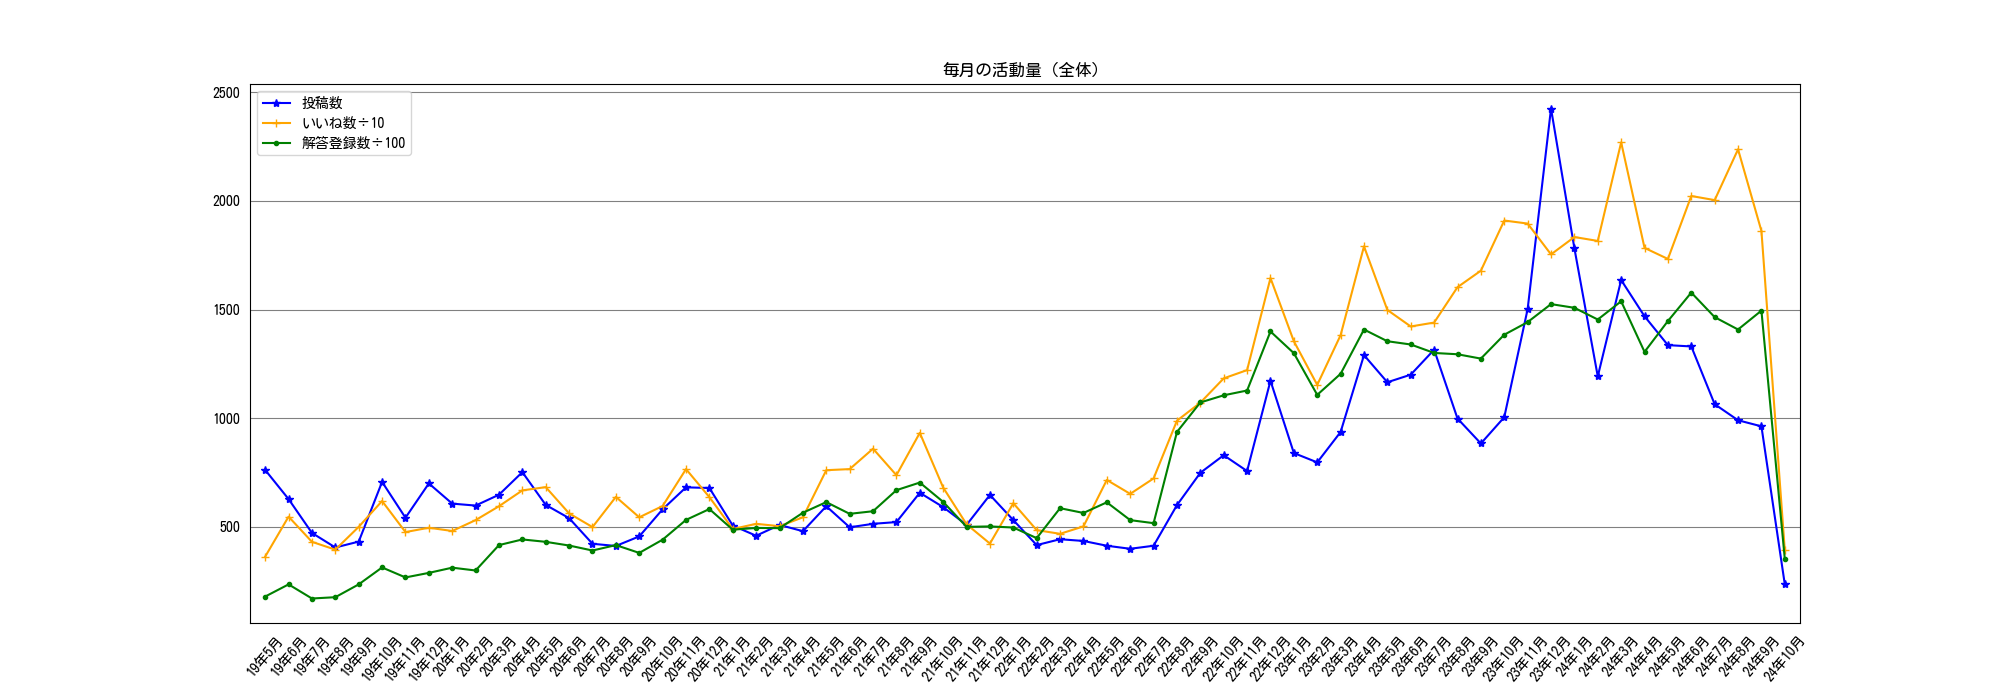 毎月の活動量（全体）
2500
2000
1500
1000
500
投稿数
いいね数÷10
解答登録数÷100
19年5月
19年6月
19年7月
19年8月
19年9月
19年10月
19年11月
19年12月
20年1月
20年2月
20年3月
20年4月
20年5月
20年6月
20年7月
20年8月
20年9月
20年10月
20年11月
20年12月
21年1月
21年2月
21年3月
21年4月
21年5月
21年6月
21年7月
21年8月
21年9月
21年10月
21年11月
21年12月
22年1月
22年2月
22年3月
22年4月
22年5月
22年6月
22年7月
22年8月
22年9月
22年10月
22年11月
22年12月
23年1月
23年2月
23年3月
23年4月
23年5月
23年6月
23年7月
23年8月
23年9月
23年10月
23年11月
23年12月
24年1月
24年2月
24年3月
24年4月
24年5月
24年6月
24年7月
24年8月
24年9月
24年10月